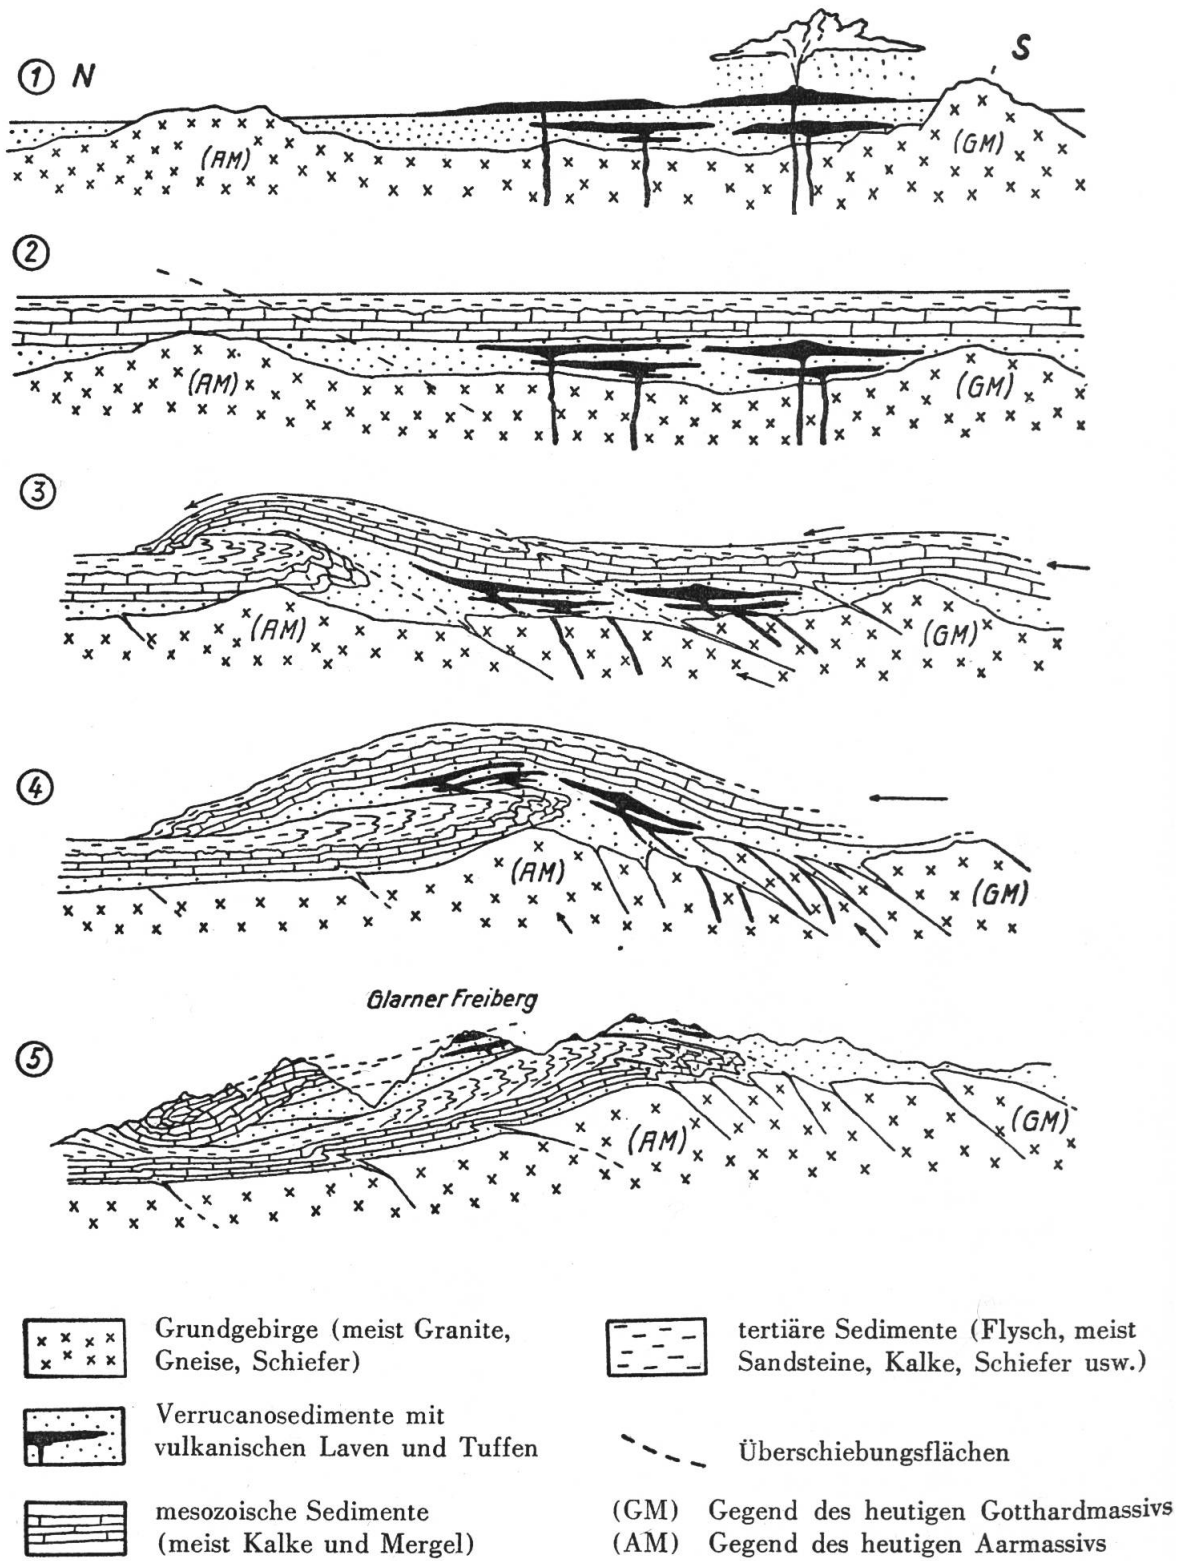 ① N
S
(AM)
(GM)
②
(AM)
(GM)
③
(AM)
(GM)
④
(AM)
(GM)
Glarner Freiberg
⑤
(AM)
(GM)
Grundgebirge (meist Granite,
Gneise, Schiefer)
Verrucanosedimente mit
vulkanischen Laven und Tuffen
mesozoische Sedimente
(meist Kalke und Mergel)
tertiäre Sedimente (Flysch, meist
Sandsteine, Kalke, Schiefer usw.)
Überschiebungsflächen
(GM) Gegend des heutigen Gotthardmassivs
(AM) Gegend des heutigen Aarmassivs